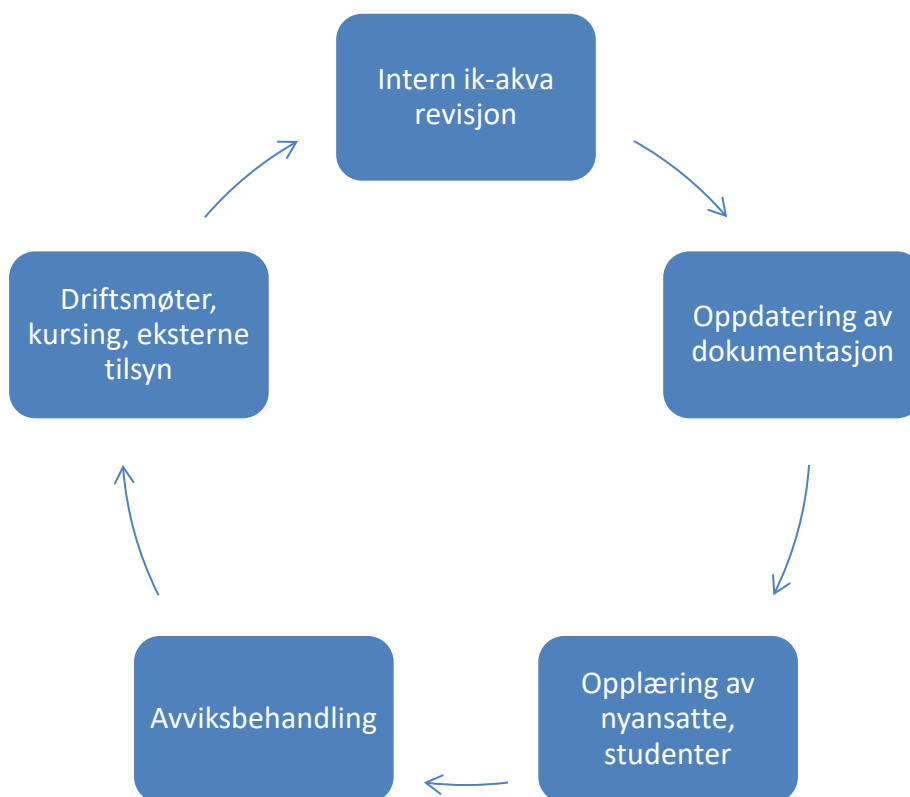 Intern ik-akva
revisjon
Oppdatering av
dokumentasjon
Opplæring av
nyansatte,
studenter
Avviksbehandling
Driftsmøter,
kursing, eksterne
tilsyn